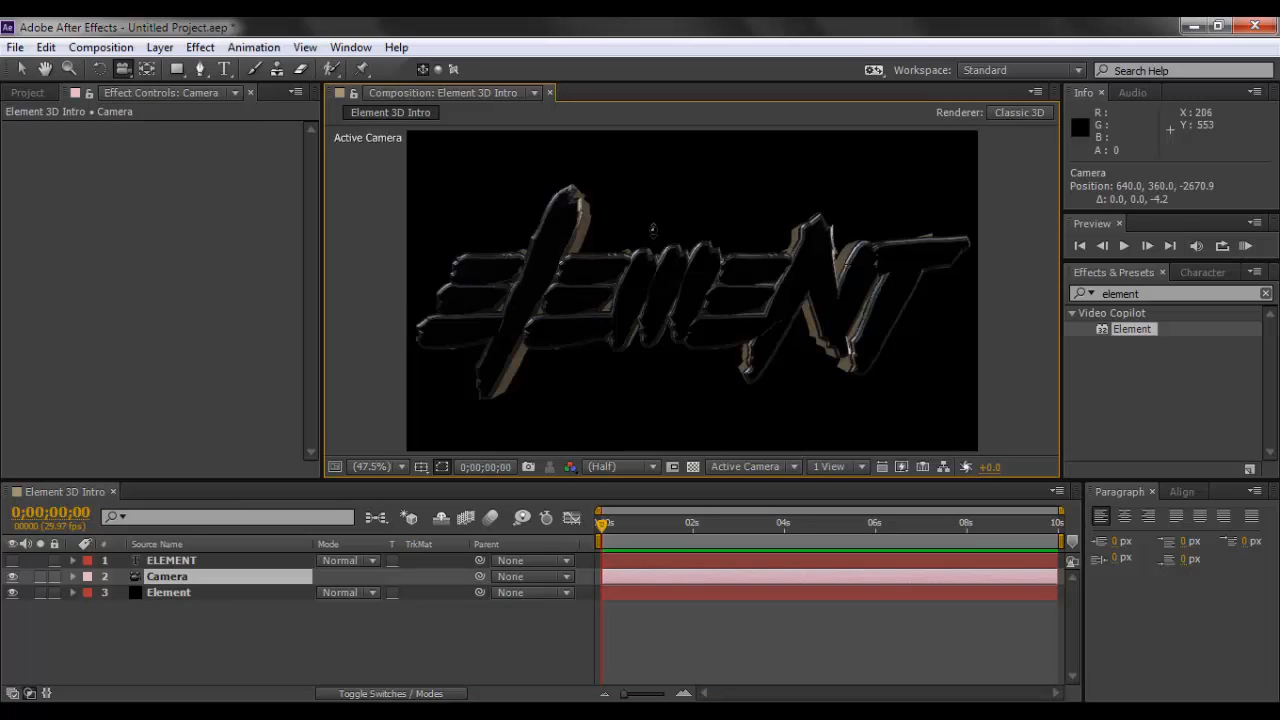 Adobe After Effects - Untitled Project.aep *
File Edit Composition Layer Effect Animation View Window Help
Workspace: Standard Search Help
Project Effect Controls: Camera
Element 3D Intro • Camera
Composition: Element 3D Intro
Element 3D Intro
Renderer: Classic 3D
Active Camera
ELEMENT
(47.5%) 0;00;00;00 (Half) Active Camera 1 View +0.0
Info Audio
R :
G :
B :
A : 0
X : 206
Y : 553
Camera
Position: 640.0, 360.0, -2670.9
Δ: 0.0, 0.0, -4.2
Preview
Effects & Presets Character
element
Video Copilot
Element
Element 3D Intro
0;00;00;00
00000 (29.97 fps)
02s 04s 06s 08s 10s
# Source Name Mode T TrkMat Parent
1 T ELEMENT Normal None
2 Camera None
3 Element Normal None
Toggle Switches / Modes
Paragraph Align
0 px 0 px 0 px
0 px 0 px